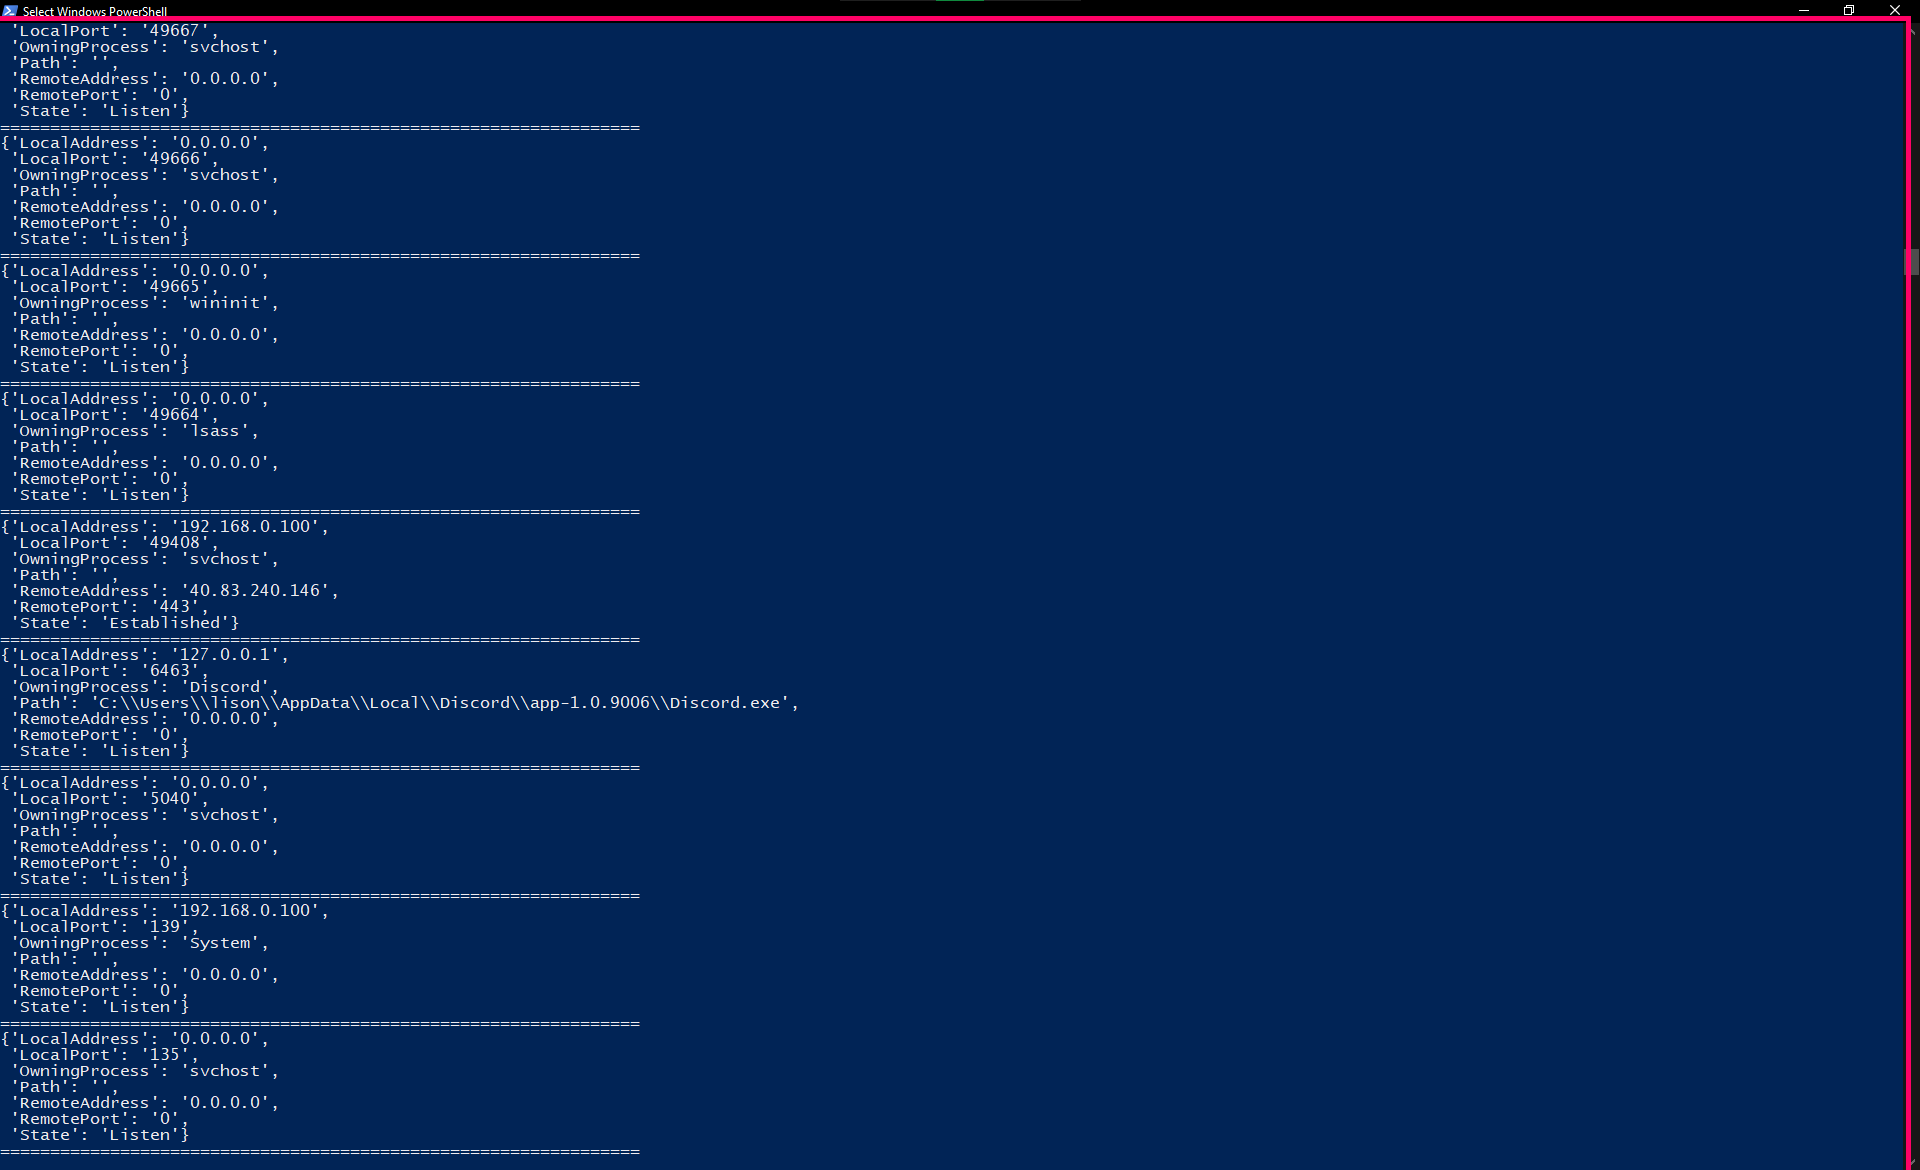 Select Windows PowerShell
 'LocalPort': '49667',
 'OwningProcess': 'svchost',
 'Path': '',
 'RemoteAddress': '0.0.0.0',
 'RemotePort': '0',
 'State': 'Listen'}
================================================================
{'LocalAddress': '0.0.0.0',
 'LocalPort': '49666',
 'OwningProcess': 'svchost',
 'Path': '',
 'RemoteAddress': '0.0.0.0',
 'RemotePort': '0',
 'State': 'Listen'}
================================================================
{'LocalAddress': '0.0.0.0',
 'LocalPort': '49665',
 'OwningProcess': 'wininit',
 'Path': '',
 'RemoteAddress': '0.0.0.0',
 'RemotePort': '0',
 'State': 'Listen'}
================================================================
{'LocalAddress': '0.0.0.0',
 'LocalPort': '49664',
 'OwningProcess': 'lsass',
 'Path': '',
 'RemoteAddress': '0.0.0.0',
 'RemotePort': '0',
 'State': 'Listen'}
================================================================
{'LocalAddress': '192.168.0.100',
 'LocalPort': '49408',
 'OwningProcess': 'svchost',
 'Path': '',
 'RemoteAddress': '40.83.240.146',
 'RemotePort': '443',
 'State': 'Established'}
================================================================
{'LocalAddress': '127.0.0.1',
 'LocalPort': '6463',
 'OwningProcess': 'Discord',
 'Path': 'C:\\Users\\lison\\AppData\\Local\\Discord\\app-1.0.9006\\Discord.exe',
 'RemoteAddress': '0.0.0.0',
 'RemotePort': '0',
 'State': 'Listen'}
================================================================
{'LocalAddress': '0.0.0.0',
 'LocalPort': '5040',
 'OwningProcess': 'svchost',
 'Path': '',
 'RemoteAddress': '0.0.0.0',
 'RemotePort': '0',
 'State': 'Listen'}
================================================================
{'LocalAddress': '192.168.0.100',
 'LocalPort': '139',
 'OwningProcess': 'System',
 'Path': '',
 'RemoteAddress': '0.0.0.0',
 'RemotePort': '0',
 'State': 'Listen'}
================================================================
{'LocalAddress': '0.0.0.0',
 'LocalPort': '135',
 'OwningProcess': 'svchost',
 'Path': '',
 'RemoteAddress': '0.0.0.0',
 'RemotePort': '0',
 'State': 'Listen'}
================================================================